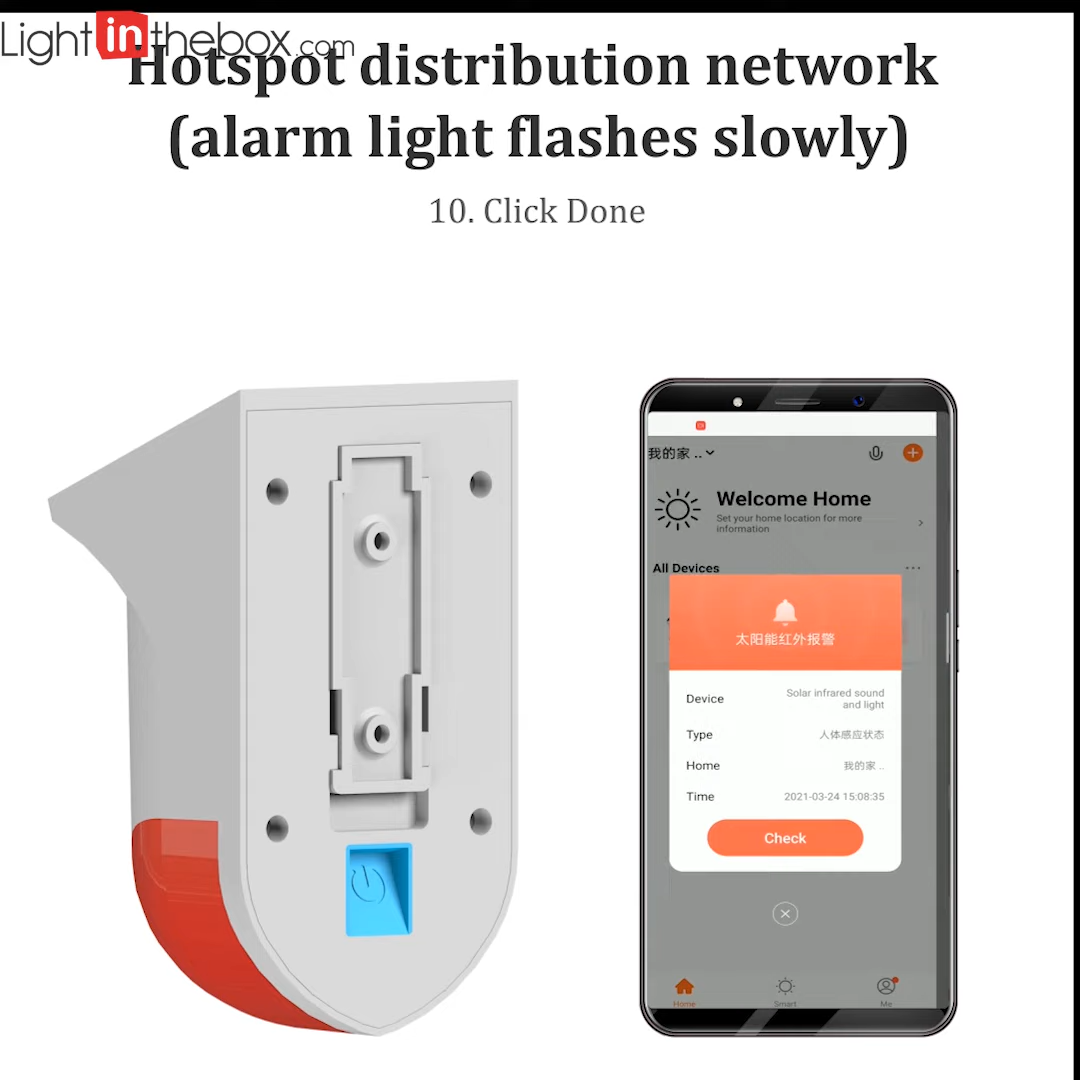 Lightinthebox.com
Hotspot distribution network
(alarm light flashes slowly)
10. Click Done
我的家 ..
Welcome Home
Set your home location for more
information
All Devices
太阳能红外报警
Device
Solar infrared sound
and light
Type
人体感应状态
Home
我的家 ..
Time
2021-03-24 15:08:35
Check
Home
Smart
Me